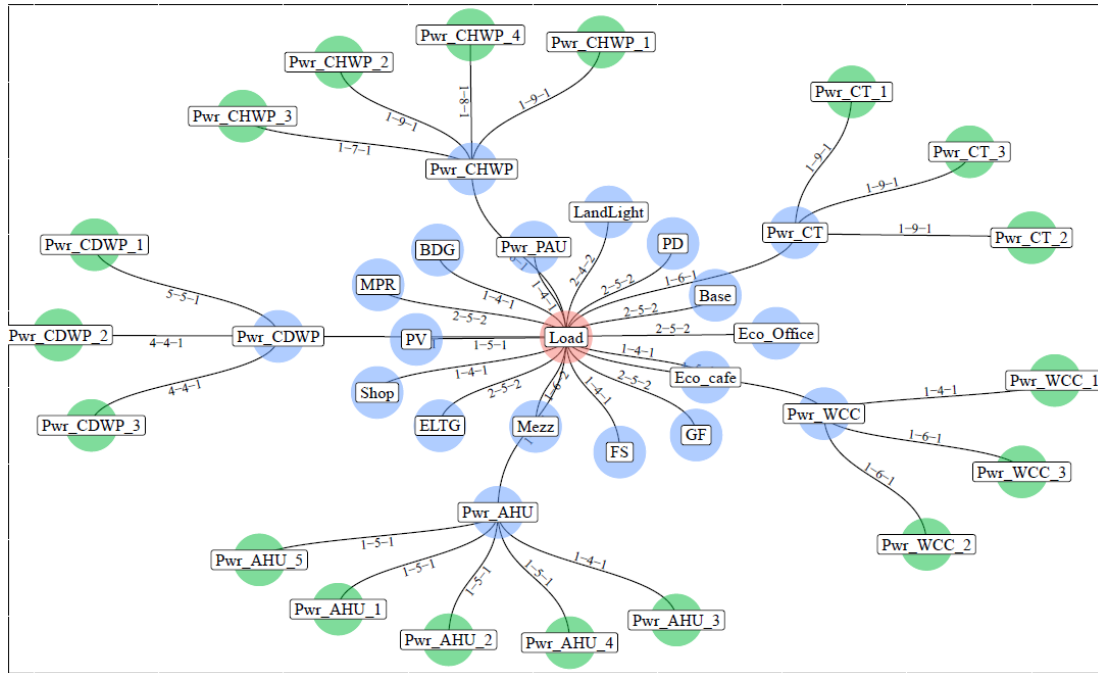 Pwr_CHWP_4
Pwr_CHWP_1
Pwr_CHWP_2
Pwr_CHWP_3
1−8−1
1−9−1
1−9−1
1−7−1
Pwr_CHWP
Pwr_CT_1
Pwr_CT_3
Pwr_CT_2
1−9−1
1−9−1
1−9−1
Pwr_CT
1−6−1
LandLight
2−4−2
Pwr_PAU
1−4−1
BDG
1−4−1
PD
2−5−2
MPR
2−5−2
Base
2−5−2
Pwr_CDWP_1
5−5−1
Pwr_CDWP_2
4−4−1
Pwr_CDWP
Pwr_CDWP_3
4−4−1
PV
1−5−1
Load
2−5−2
Eco_Office
Shop
1−4−1
1−4−1
Eco_cafe
ELTG
2−5−2
Mezz
1−6−2
FS
1−4−1
GF
2−5−2
Pwr_WCC
1−4−1
Pwr_WCC_1
1−6−1
Pwr_WCC_3
1−6−1
Pwr_WCC_2
Pwr_AHU
1−5−1
Pwr_AHU_5
1−5−1
Pwr_AHU_1
1−5−1
Pwr_AHU_2
1−5−1
Pwr_AHU_4
1−4−1
Pwr_AHU_3